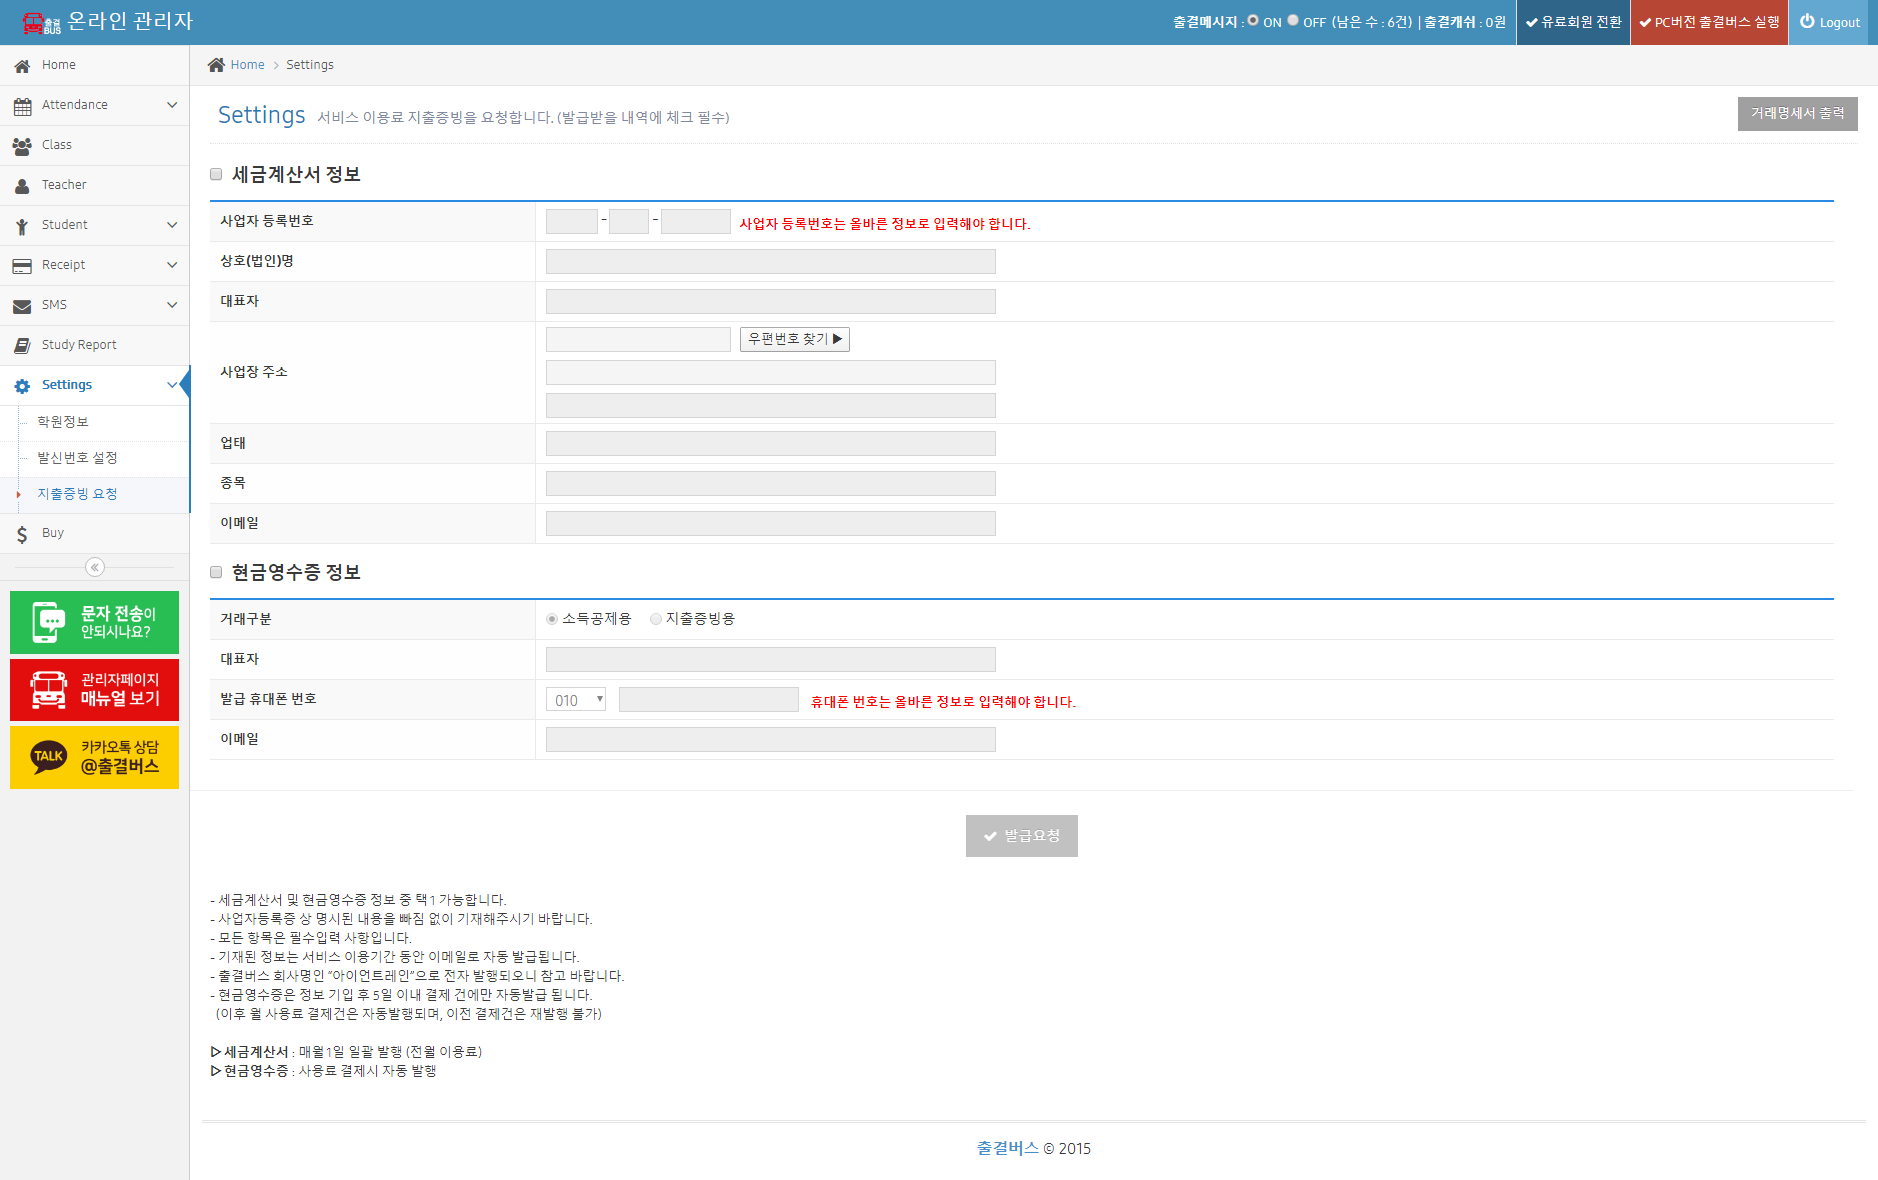 출결BUS 온라인 관리자
출결메시지 : ON OFF (남은 수 : 6건) | 출결캐쉬 : 0원 유료회원 전환 PC버전 출결버스 실행 Logout
Home
Attendance
Class
Teacher
Student
Receipt
SMS
Study Report
Settings
학원정보
발신번호 설정
지출증빙 요청
Buy
문자 전송이
안되시나요?
관리자페이지
매뉴얼 보기
TALK
카카오톡 상담
@출결버스
Home > Settings
Settings 서비스 이용료 지출증빙을 요청합니다. (발급받을 내역에 체크 필수)
거래명세서 출력
세금계산서 정보
사업자 등록번호 - - 사업자 등록번호는 올바른 정보로 입력해야 합니다.
상호(법인)명
대표자
사업장 주소 우편번호 찾기 ▶
업태
종목
이메일
현금영수증 정보
거래구분 소득공제용 지출증빙용
대표자
발급 휴대폰 번호 010 휴대폰 번호는 올바른 정보로 입력해야 합니다.
이메일
발급요청
- 세금계산서 및 현금영수증 정보 중 택1 가능합니다.
- 사업자등록증 상 명시된 내용을 빠짐 없이 기재해주시기 바랍니다.
- 모든 항목은 필수입력 사항입니다.
- 기재된 정보는 서비스 이용기간 동안 이메일로 자동 발급됩니다.
- 출결버스 회사명인 "아이언트레인"으로 전자 발행되오니 참고 바랍니다.
- 현금영수증은 정보 기입 후 5일 이내 결제 건에만 자동발급 됩니다.
(이후 월 사용료 결제건은 자동발행되며, 이전 결제건은 재발행 불가)
▷ 세금계산서 : 매월 1일 일괄 발행 (전월 이용료)
▷ 현금영수증 : 사용료 결제시 자동 발행
출결버스 © 2015